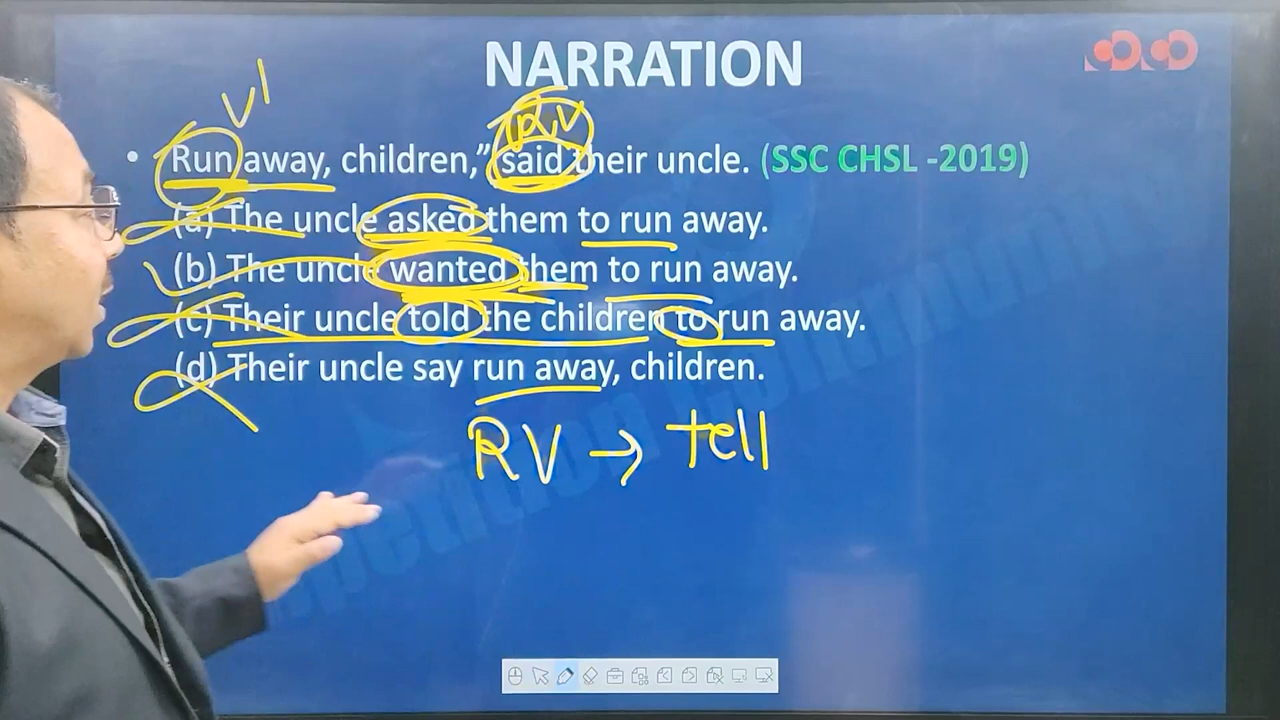 NARRATION
V1
RV
• Run away, children,” said their uncle. (SSC CHSL -2019)
(a) The uncle asked them to run away.
(b) The uncle wanted them to run away.
(c) Their uncle told the children to run away.
(d) Their uncle say run away, children.
RV → tell